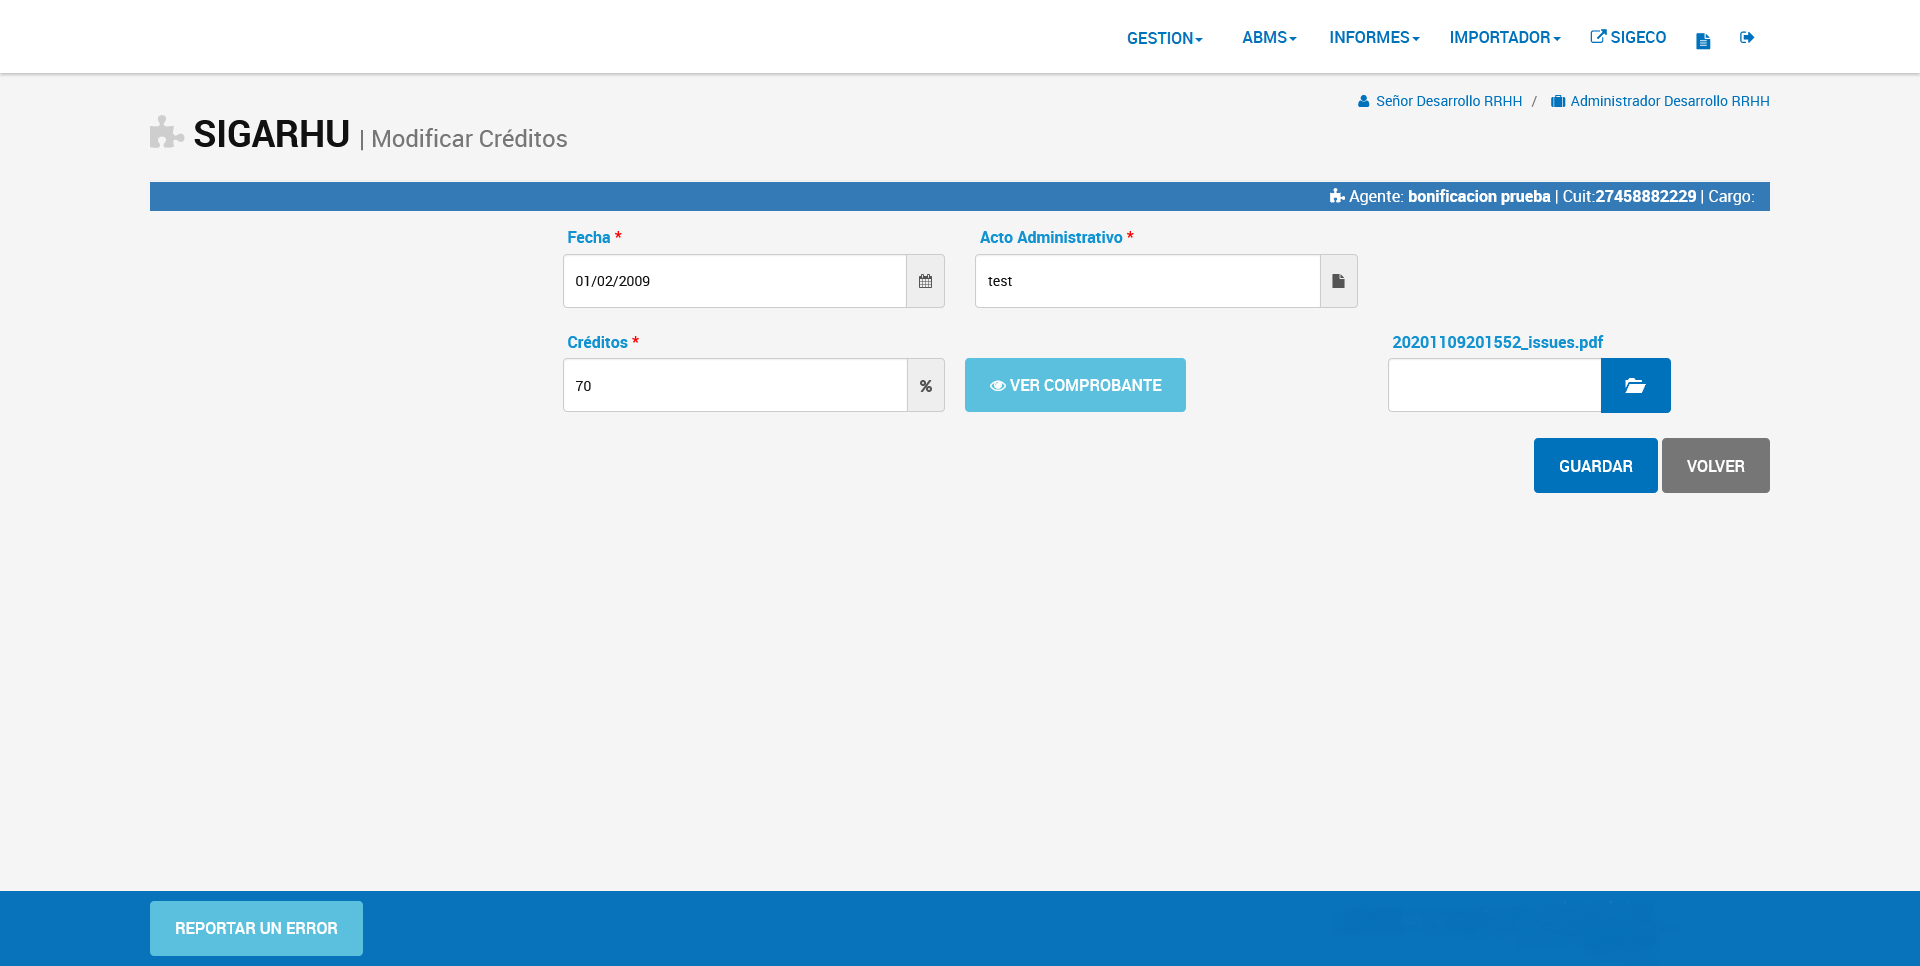 GESTION ABMS INFORMES IMPORTADOR SIGECO
Señor Desarrollo RRHH / Administrador Desarrollo RRHH
SIGARHU | Modificar Créditos
Agente: bonificacion prueba | Cuit:27458882229 | Cargo:
Fecha * Acto Administrativo *
01/02/2009 test
Créditos * 20201109201552_issues.pdf
70 % VER COMPROBANTE
GUARDAR VOLVER
REPORTAR UN ERROR